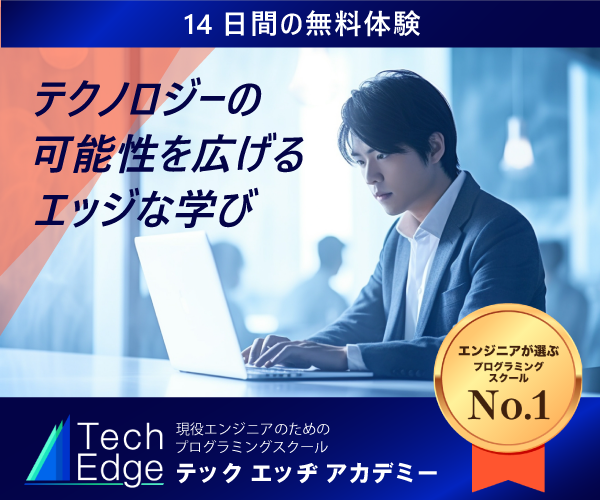 14 日間の無料体験
テクノロジーの
可能性を広げる
エッジな学び
エンジニアが選ぶ
プログラミング
スクール
No.1
Tech
Edge
現役エンジニアのための
プログラミングスクール
テック エッヂ アカデミー